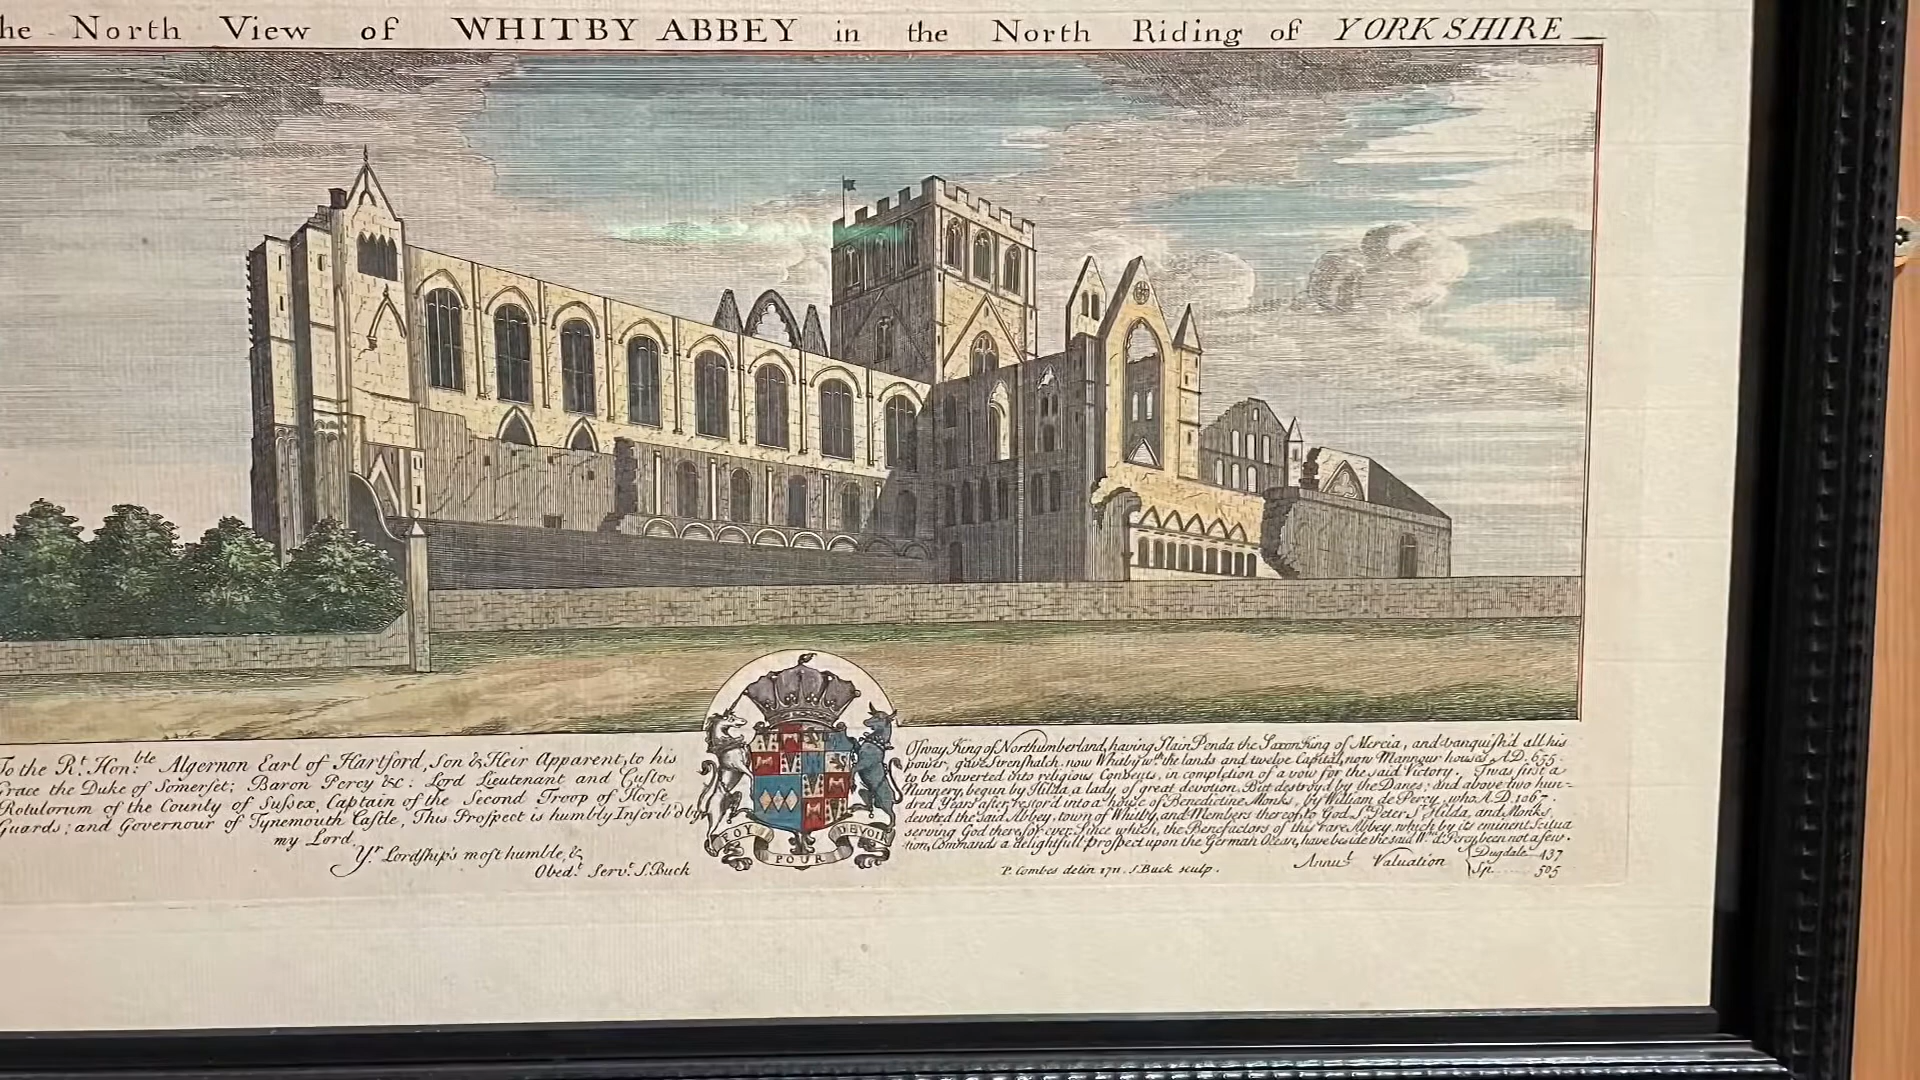 he North View of WHITBY ABBEY in the North Riding of YORKSHIRE
To the Rt. Hon:ble Algernon Earl of Hartford, Son & Heir Apparent, to his
Grace the Duke of Somerset; Baron Percy &c: Lord Lieutenant and Custos
Rotulorum of the County of Sussex, Captain of the Second Troop of Horse
Guards; and Governour of Tynemouth Castle, This Prospect is humbly Inscrib'd by
my Lord
Yr. Lordship's most humble, &
Obedt. Servt. S. Buck
FOY POUR DEVOIR
Oswy King of Northumberland, having Slain Penda the Saxon King of Mercia, and vanquish'd all his
power, gave Strenshalch, now Whitby wth. the lands and twelve Capital, now Mannour houses A.D. 655.
to be converted into religious Convents, in completion of a vow for the said Victory. Twas first a
Nunnery, begun by Hilda, a lady of great devotion, But destroy'd by the Danes; and above two hun-
dred Years after, restor'd into a house of Benedictine Monks, by William de Percy, who A.D. 1067.
devoted the said Abbey, town of Whitby, and Members thereof, to God, St. Peter, St. Hilda, and Monks,
serving God there for ever. Since which, the Benefactors of this rare Abbey, which by its eminent Scitua
tion, Commands a delightfull prospect upon the German Ocean, have beside the said Wm. d Percy, been not a few.
P. Combes delin 1711. S. Buck sculp.
Annul. Valuation
Dugdale 437
Sp. 505